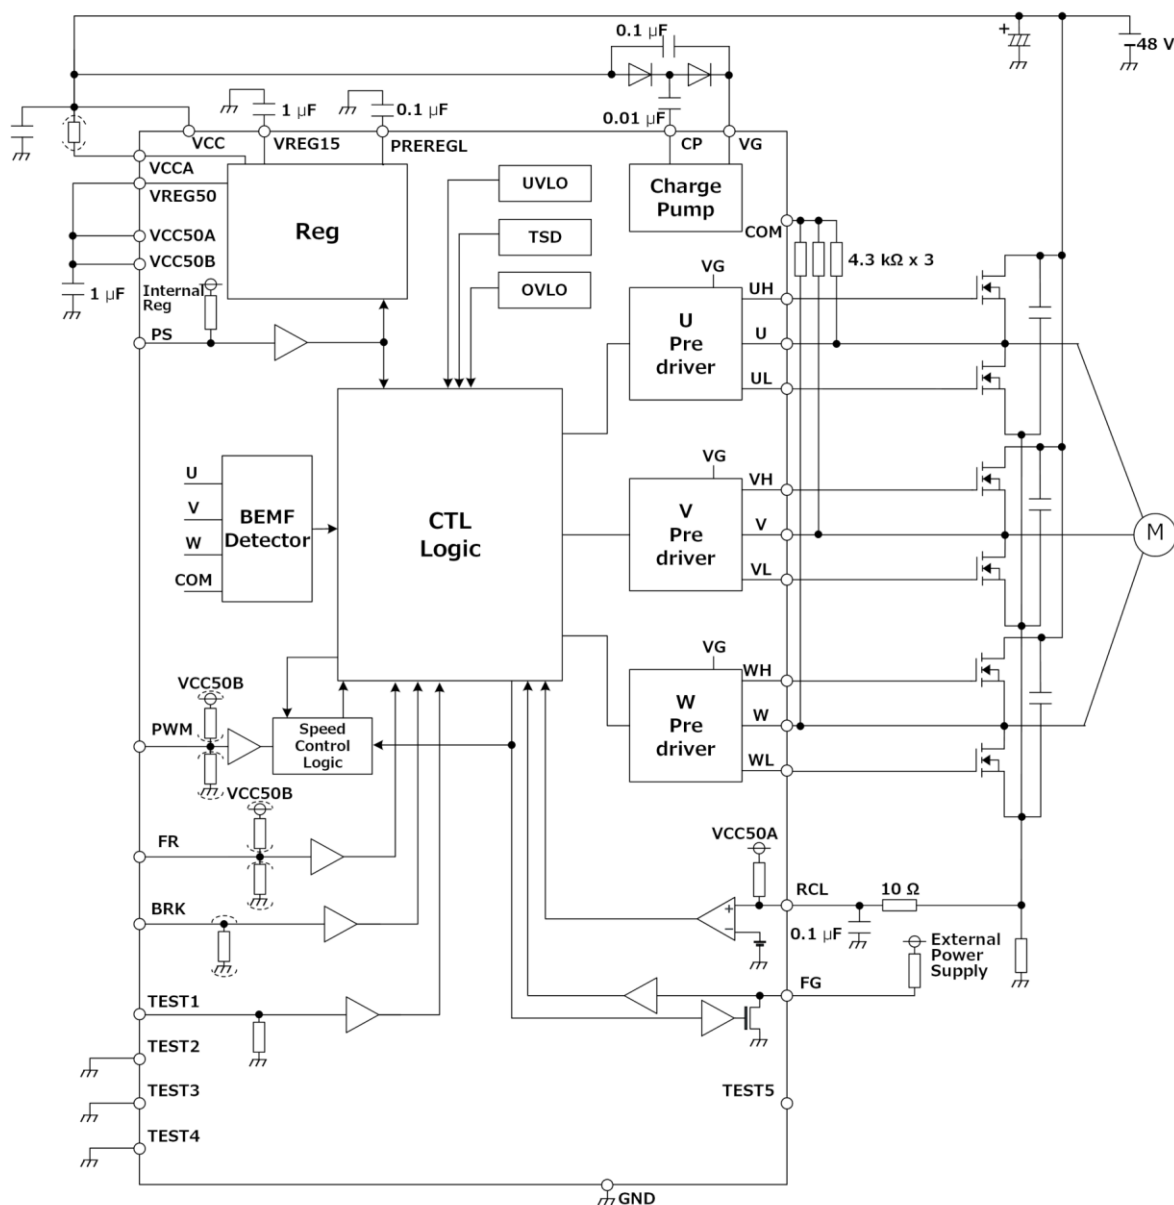 0.1 μF
+
48 V
1 μF
0.1 μF
0.01 μF
VCC
VREG15
PREREGL
CP
VG
VCCA
VREG50
Reg
UVLO
Charge
Pump
COM
VCC50A
TSD
VCC50B
4.3 kΩ x 3
VG
1 μF
Internal
Reg
OVLO
UH
U
Pre
driver
PS
U
UL
U
V
W
COM
BEMF
Detector
CTL
Logic
VG
VH
V
Pre
driver
V
VL
M
VG
WH
VCC50B
W
Pre
driver
W
PWM
Speed
Control
Logic
WL
VCC50B
VCC50A
FR
RCL
10 Ω
BRK
+
−
0.1 μF
External
Power
Supply
FG
TEST1
TEST2
TEST3
TEST5
TEST4
GND